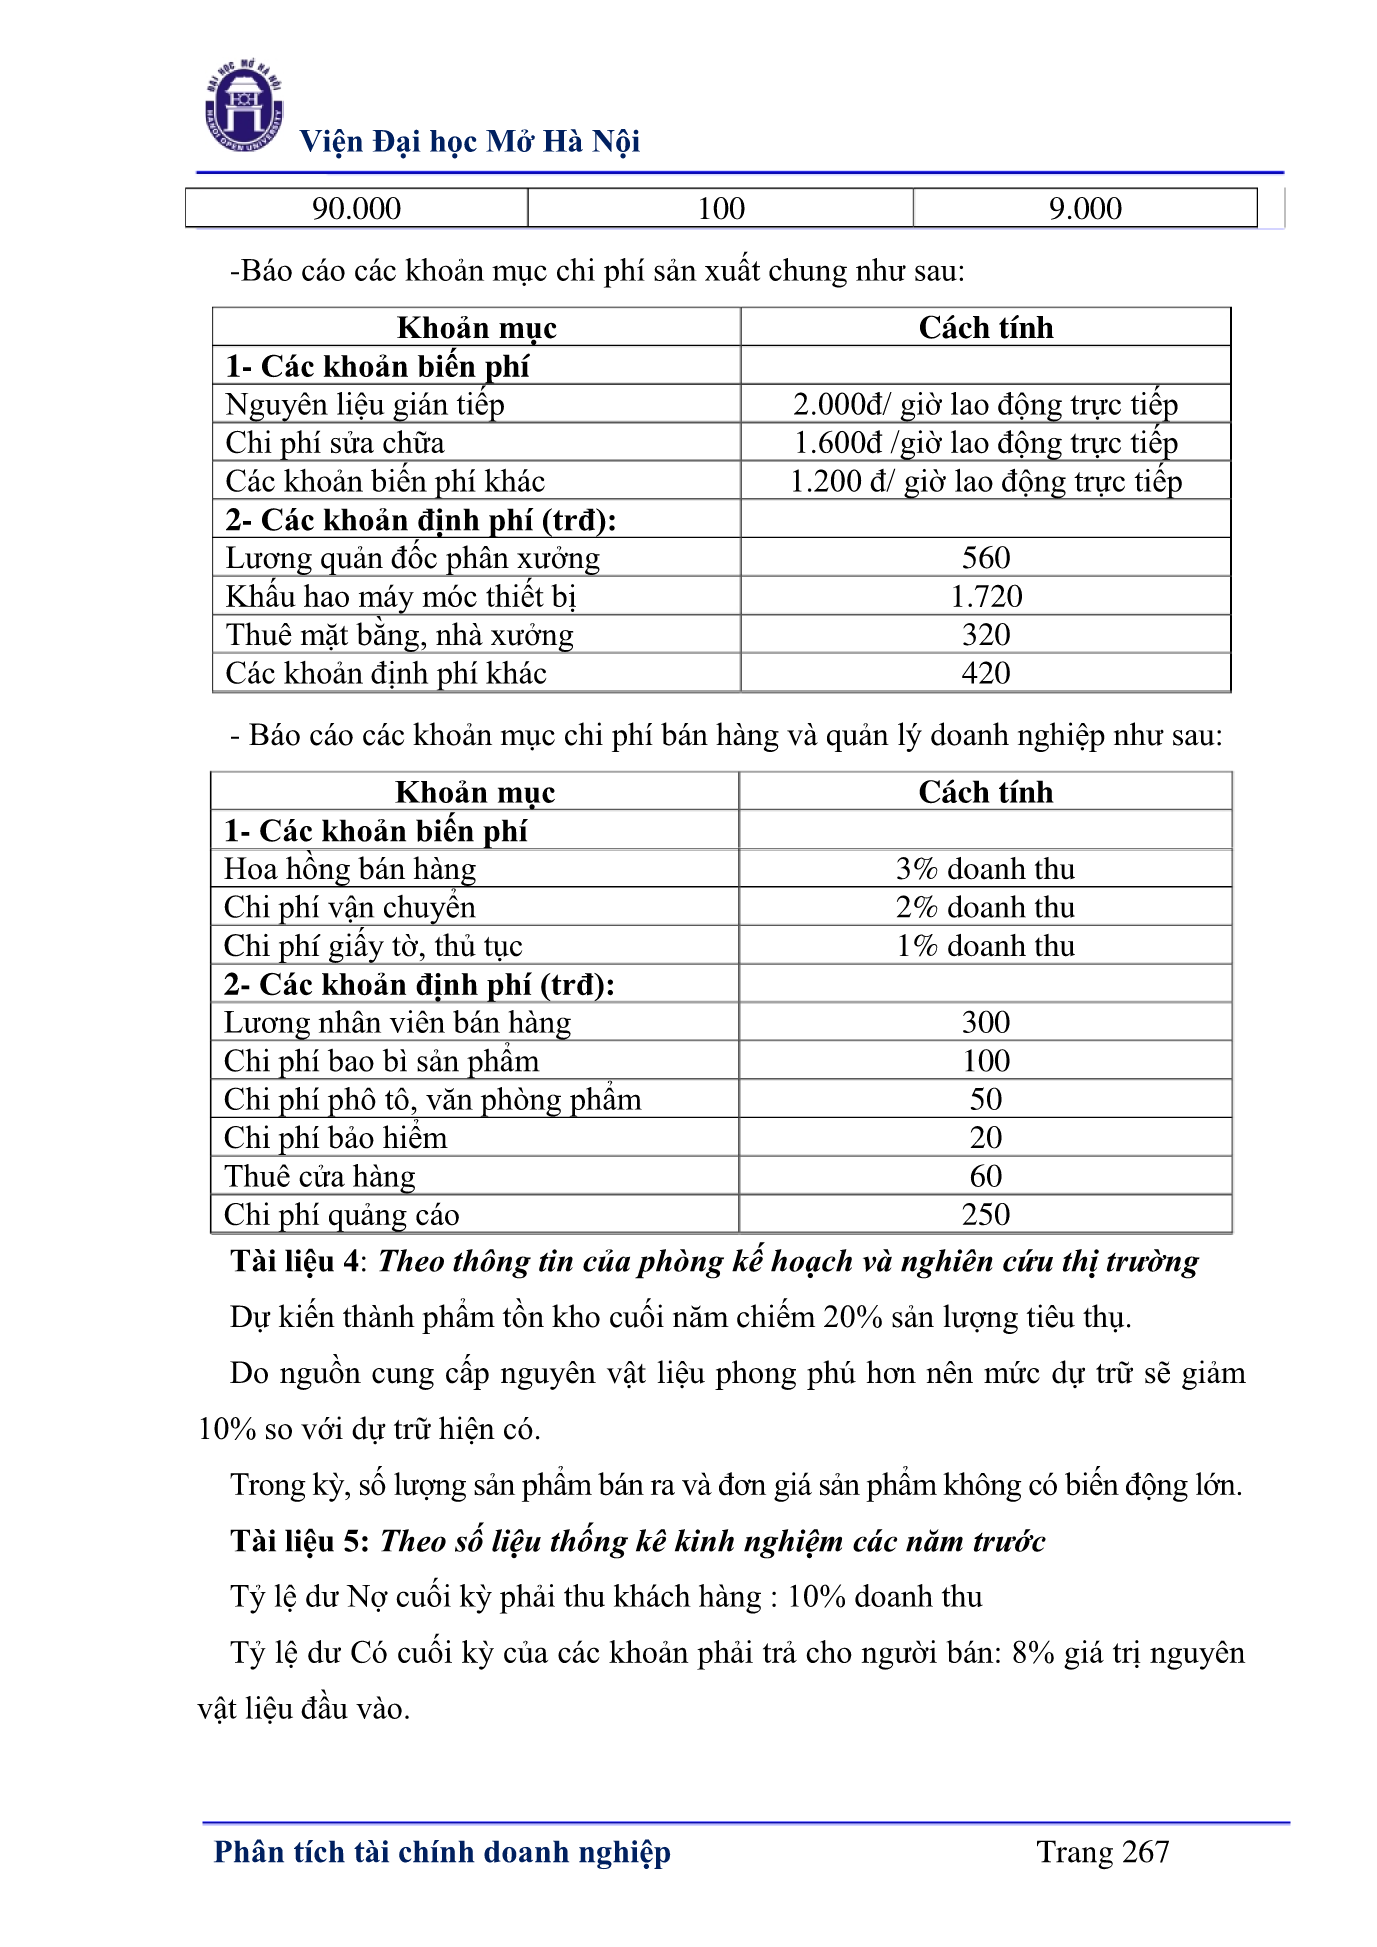 ĐẠI HỌC MỞ HÀ NỘI
HANOI OPEN UNIVERSITY
Viện Đại học Mở Hà Nội
90.000 100 9.000
-Báo cáo các khoản mục chi phí sản xuất chung như sau:
Khoản mục Cách tính
1- Các khoản biến phí
Nguyên liệu gián tiếp 2.000đ/ giờ lao động trực tiếp
Chi phí sửa chữa 1.600đ /giờ lao động trực tiếp
Các khoản biến phí khác 1.200 đ/ giờ lao động trực tiếp
2- Các khoản định phí (trđ):
Lương quản đốc phân xưởng 560
Khấu hao máy móc thiết bị 1.720
Thuê mặt bằng, nhà xưởng 320
Các khoản định phí khác 420
- Báo cáo các khoản mục chi phí bán hàng và quản lý doanh nghiệp như sau:
Khoản mục Cách tính
1- Các khoản biến phí
Hoa hồng bán hàng 3% doanh thu
Chi phí vận chuyển 2% doanh thu
Chi phí giấy tờ, thủ tục 1% doanh thu
2- Các khoản định phí (trđ):
Lương nhân viên bán hàng 300
Chi phí bao bì sản phẩm 100
Chi phí phô tô, văn phòng phẩm 50
Chi phí bảo hiểm 20
Thuê cửa hàng 60
Chi phí quảng cáo 250
Tài liệu 4: Theo thông tin của phòng kế hoạch và nghiên cứu thị trường
Dự kiến thành phẩm tồn kho cuối năm chiếm 20% sản lượng tiêu thụ.
Do nguồn cung cấp nguyên vật liệu phong phú hơn nên mức dự trữ sẽ giảm
10% so với dự trữ hiện có.
Trong kỳ, số lượng sản phẩm bán ra và đơn giá sản phẩm không có biến động lớn.
Tài liệu 5: Theo số liệu thống kê kinh nghiệm các năm trước
Tỷ lệ dư Nợ cuối kỳ phải thu khách hàng : 10% doanh thu
Tỷ lệ dư Có cuối kỳ của các khoản phải trả cho người bán: 8% giá trị nguyên
vật liệu đầu vào.
Phân tích tài chính doanh nghiệp Trang 267